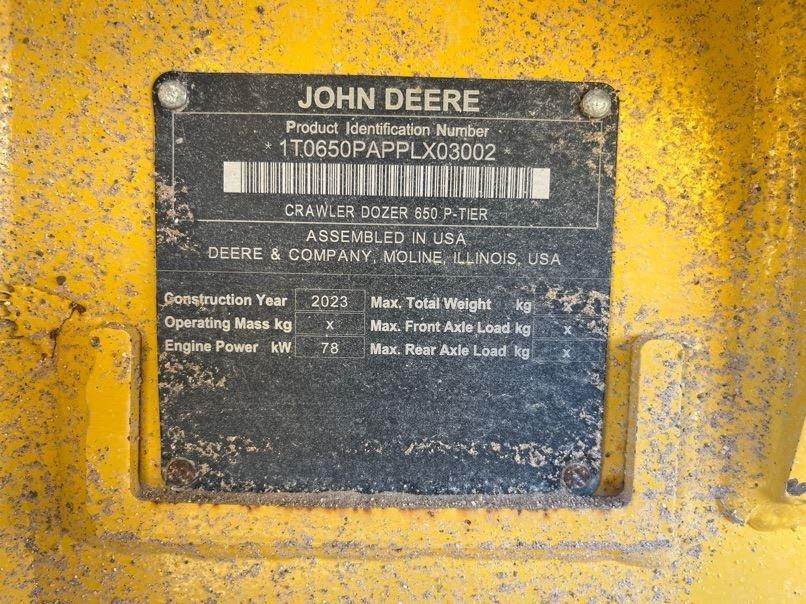 JOHN DEERE
Product Identification Number
* 1T0650PAPPLX03002 *
CRAWLER DOZER 650 P-TIER
ASSEMBLED IN USA
DEERE & COMPANY, MOLINE, ILLINOIS, USA
Construction Year 2023 Max. Total Weight kg x
Operating Mass kg x Max. Front Axle Load kg x
Engine Power kW 78 Max. Rear Axle Load kg x